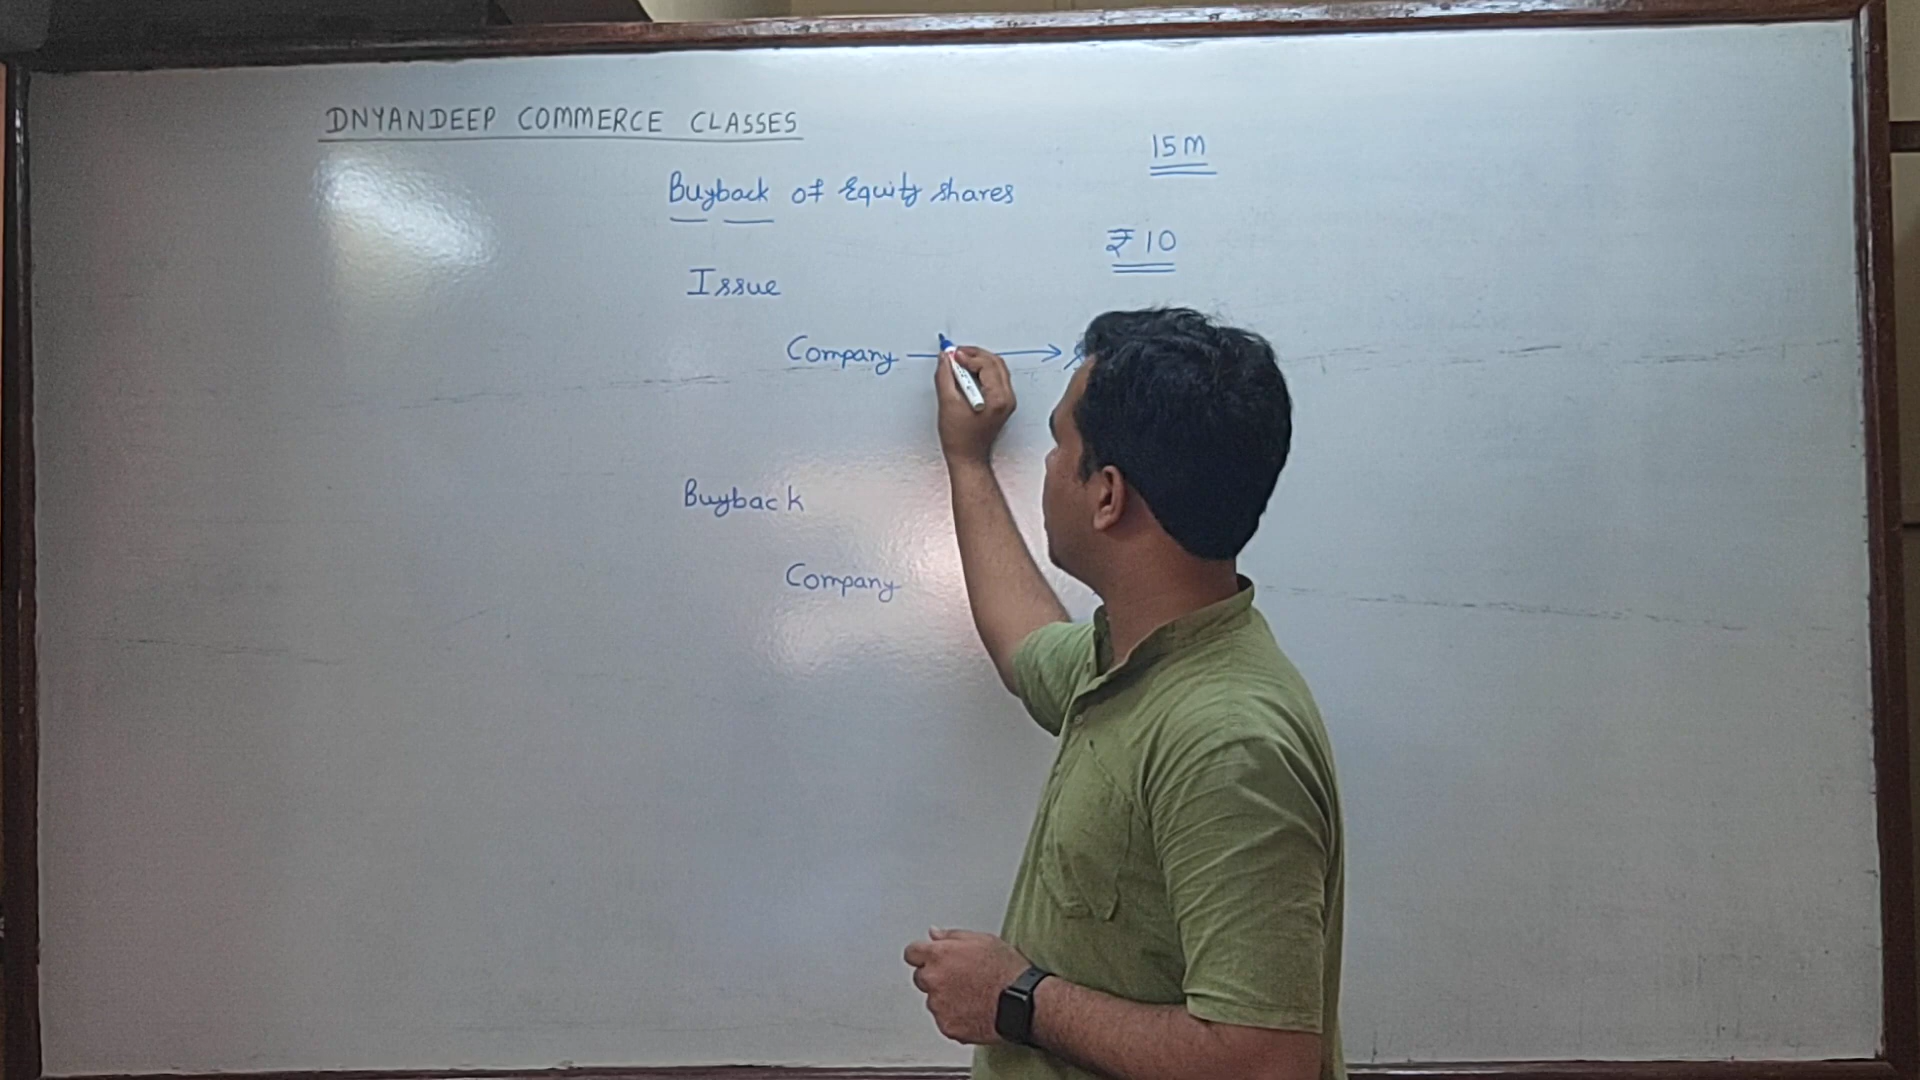 DNYANDEEP COMMERCE CLASSES
15 M
Buyback of Equity shares
₹ 10
Issue
Company
Buyback
Company